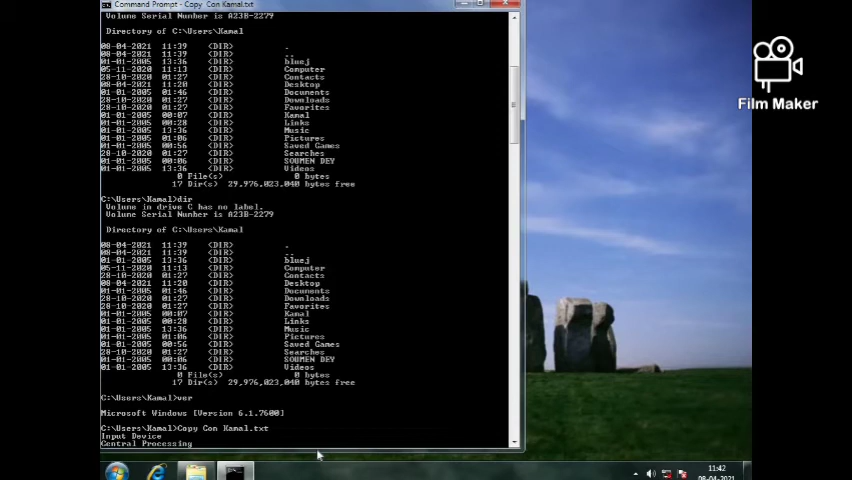 Command Prompt - Copy Con Kamal.txt
Volume Serial Number is A23B-2279
Directory of C:\Users\Kamal
08-04-2021 11:39 <DIR> .
08-04-2021 11:39 <DIR> ..
01-01-2005 13:36 <DIR> bluej
05-11-2020 11:13 <DIR> Computer
28-10-2020 01:27 <DIR> Contacts
08-04-2021 11:20 <DIR> Desktop
01-01-2005 01:46 <DIR> Documents
28-10-2020 01:27 <DIR> Downloads
28-10-2020 01:27 <DIR> Favorites
01-01-2005 00:07 <DIR> Kamal
01-01-2005 00:28 <DIR> Links
01-01-2005 13:36 <DIR> Music
01-01-2005 01:06 <DIR> Pictures
01-01-2005 00:56 <DIR> Saved Games
28-10-2020 01:27 <DIR> Searches
01-01-2005 00:06 <DIR> SOUMEN DEY
01-01-2005 13:36 <DIR> Videos
0 File(s) 0 bytes
17 Dir(s) 29,976,023,040 bytes free
C:\Users\Kamal>dir
Volume in drive C has no label.
Volume Serial Number is A23B-2279
Directory of C:\Users\Kamal
08-04-2021 11:39 <DIR> .
08-04-2021 11:39 <DIR> ..
01-01-2005 13:36 <DIR> bluej
05-11-2020 11:13 <DIR> Computer
28-10-2020 01:27 <DIR> Contacts
08-04-2021 11:20 <DIR> Desktop
01-01-2005 01:46 <DIR> Documents
28-10-2020 01:27 <DIR> Downloads
28-10-2020 01:27 <DIR> Favorites
01-01-2005 00:07 <DIR> Kamal
01-01-2005 00:28 <DIR> Links
01-01-2005 13:36 <DIR> Music
01-01-2005 01:06 <DIR> Pictures
01-01-2005 00:56 <DIR> Saved Games
28-10-2020 01:27 <DIR> Searches
01-01-2005 00:06 <DIR> SOUMEN DEY
01-01-2005 13:36 <DIR> Videos
0 File(s) 0 bytes
17 Dir(s) 29,976,023,040 bytes free
C:\Users\Kamal>ver
Microsoft Windows [Version 6.1.7600]
C:\Users\Kamal>Copy Con Kamal.txt
Input Device
Central Processing
Film Maker
11:42
08-04-2021